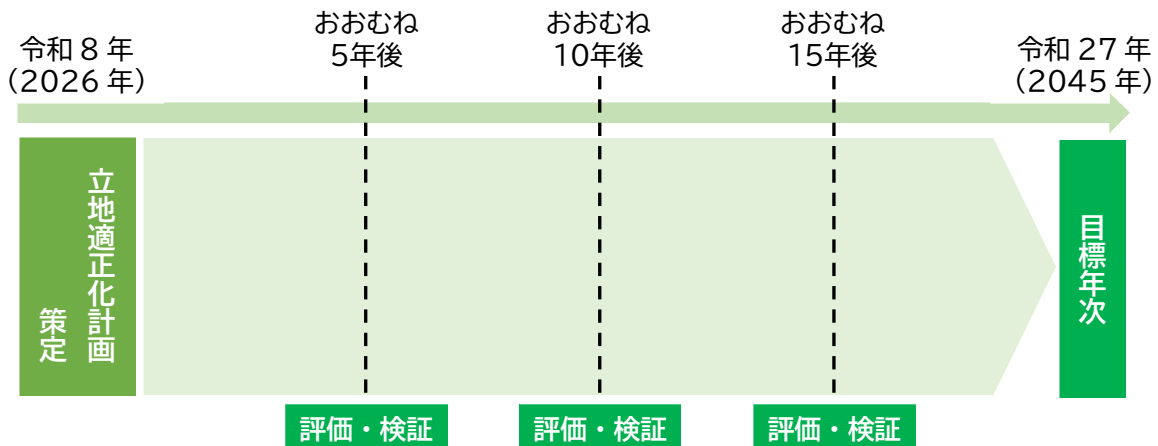 令和8年
（2026年）
おおむね
5年後
おおむね
10年後
おおむね
15年後
令和27年
（2045年）
立地適正化計画
策定
目標年次
評価・検証
評価・検証
評価・検証